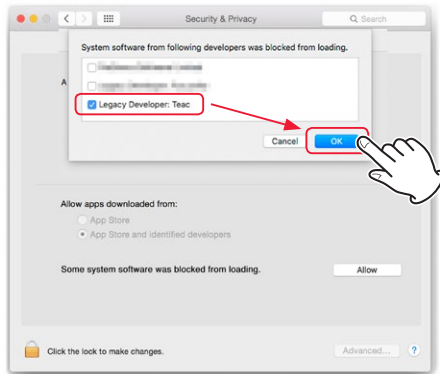 Security & Privacy
Search
System software from following developers was blocked from loading.
A
Legacy Developer: Teac
Cancel
OK
Allow apps downloaded from:
App Store
App Store and identified developers
Some system software was blocked from loading.
Allow
Click the lock to make changes.
Advanced...
?